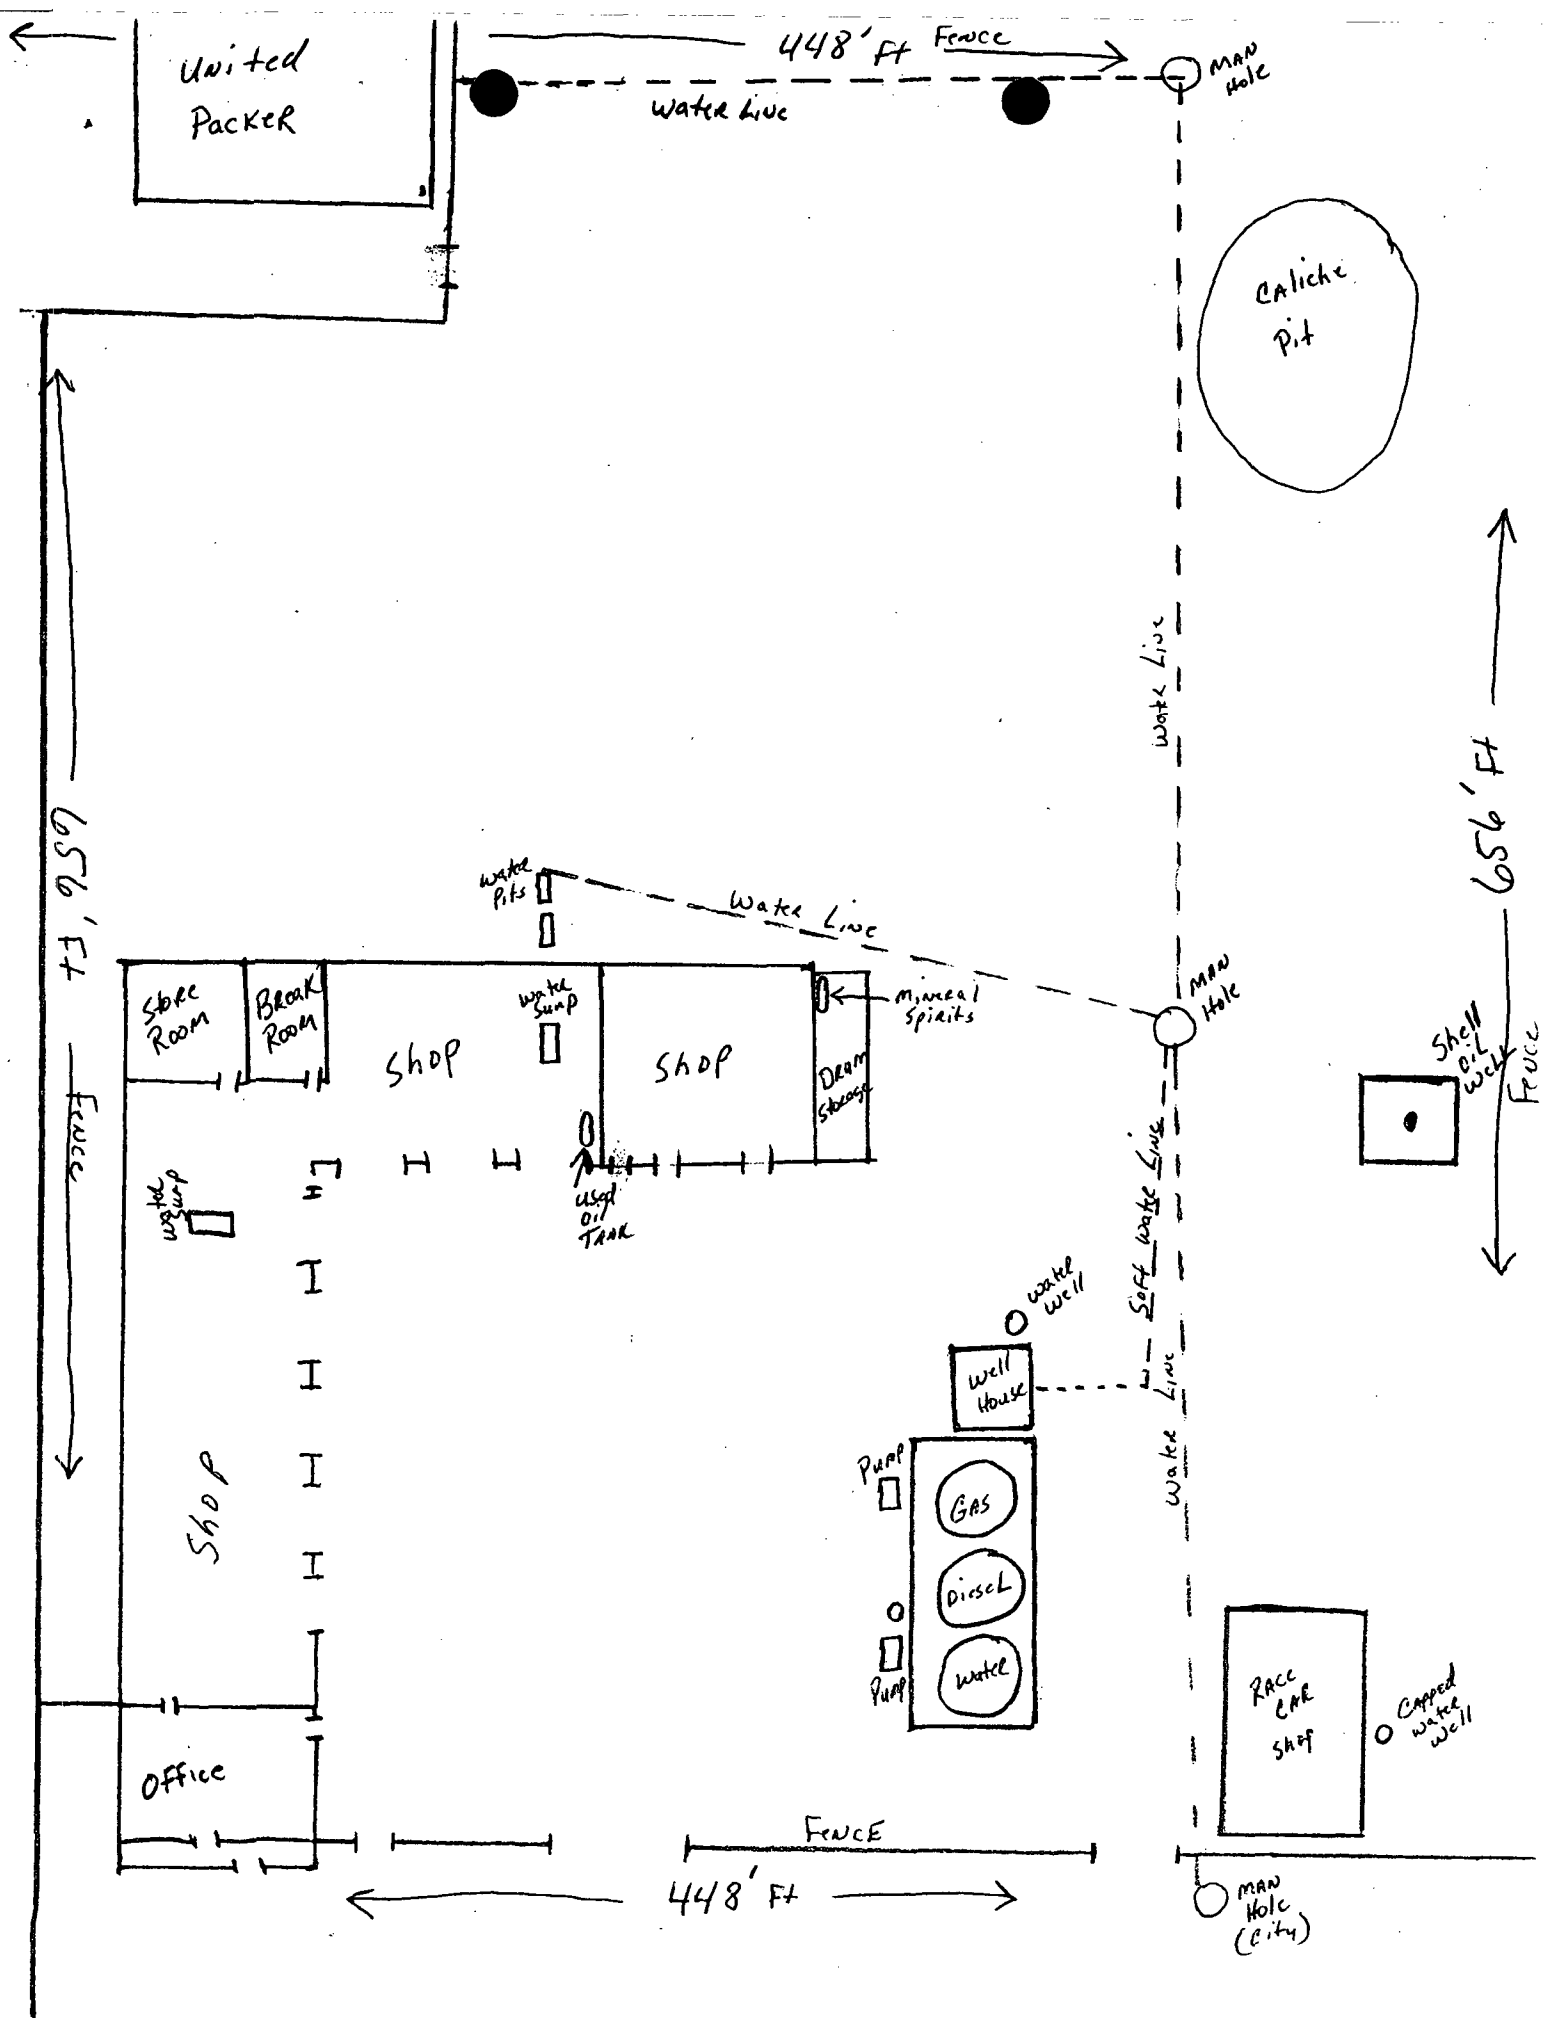 United
Packer
448' Ft Fence
Water Line
MAN
Hole
Caliche
Pit
Water Line
656' Ft
Fence
656' Ft
Fence
Water
Pits
Water Line
MAN
Hole
Store
Room
Break
Room
Shop
Water
Sump
Shop
Mineral
Spirits
Drum
Storage
Shell
Oil
Well
Used
Oil
TANK
Water
Sump
Soft Water Line
Water
Well
Well
House
Water Line
Shop
Pump
GAS
Diesel
Water
Pump
RACE
CAR
Shop
Capped
Water
Well
Office
FENCE
448' Ft
MAN
Hole
(City)